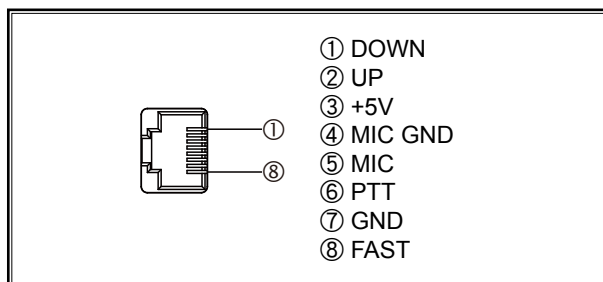 ① DOWN
② UP
③ +5V
④ MIC GND
⑤ MIC
⑥ PTT
⑦ GND
⑧ FAST
①
⑧